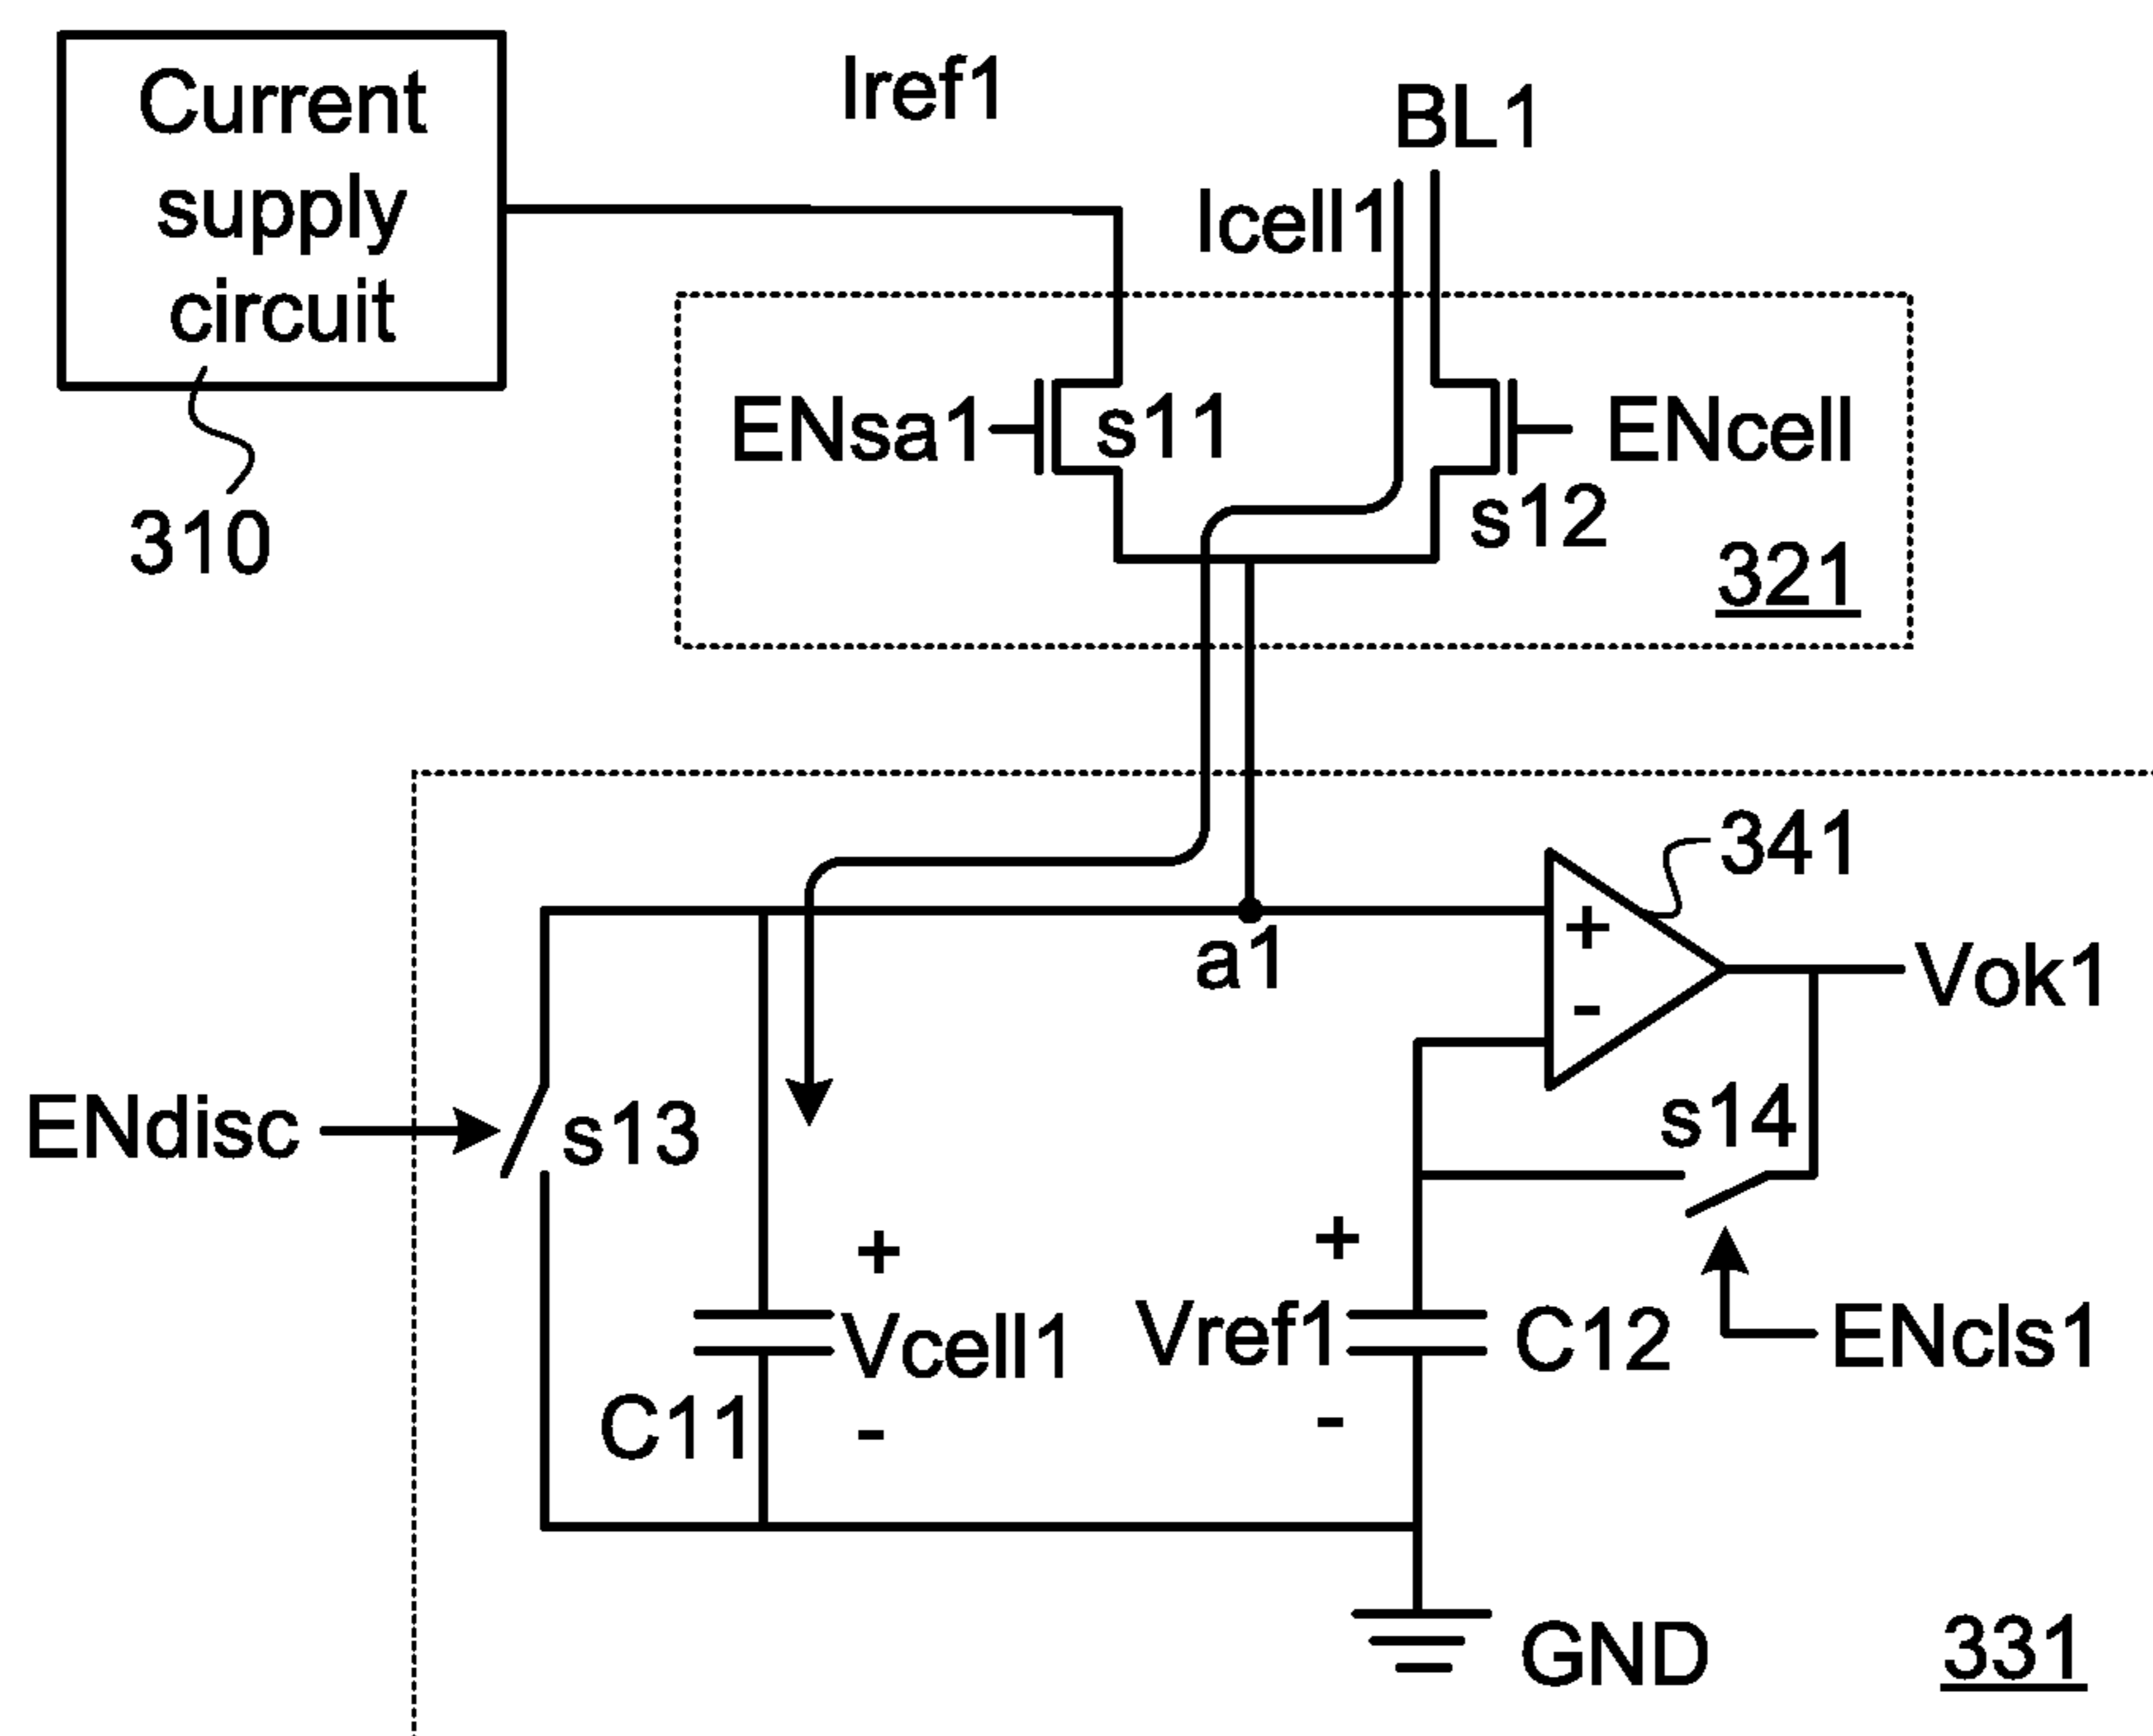 Current
supply
circuit
310
Iref1
BL1
Icell1
ENsa1
s11
ENcell
s12
321
341
+
-
a1
Vok1
ENdisc
s13
s14
+
Vcell1
-
C11
+
Vref1
-
C12
ENcls1
GND
331